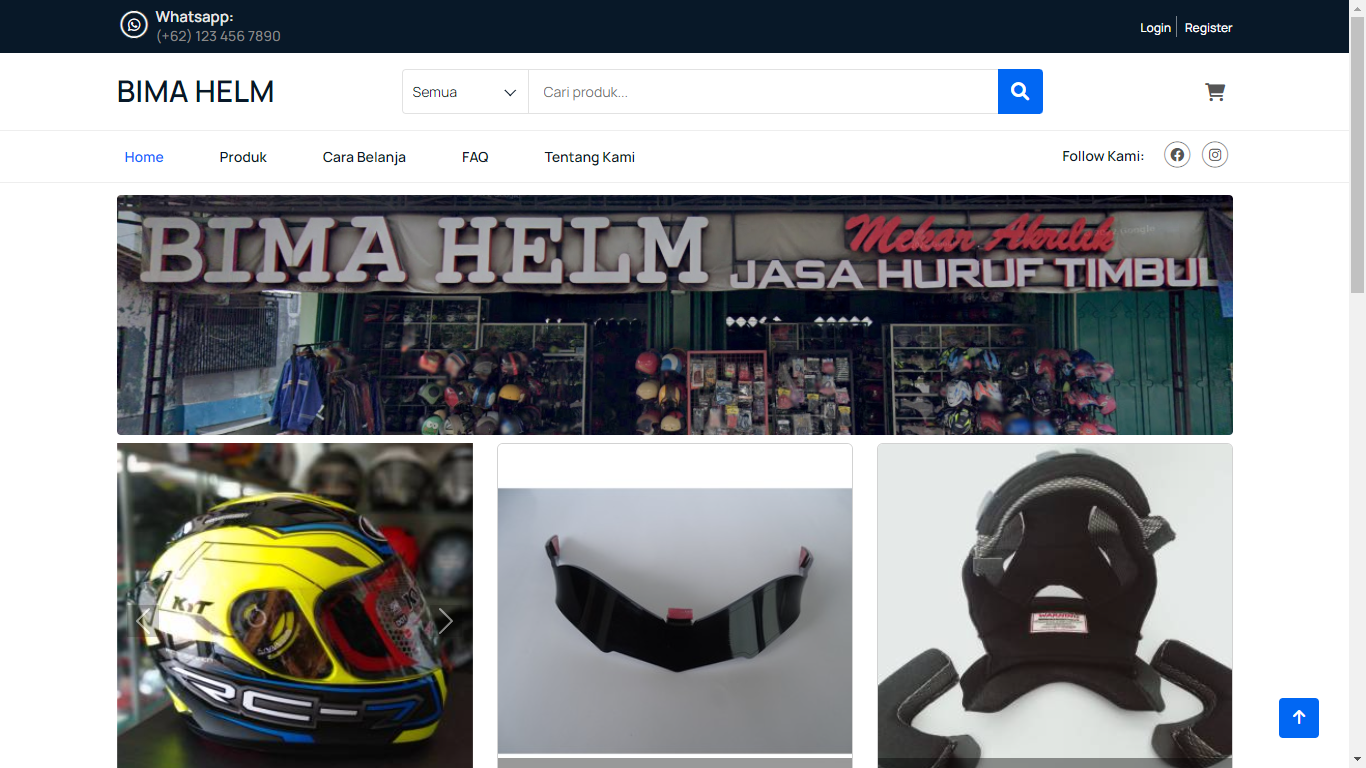 Whatsapp:
(+62) 123 456 7890
Login
Register
BIMA HELM
Semua
Cari produk...
Home
Produk
Cara Belanja
FAQ
Tentang Kami
Follow Kami:
BIMA HELM
Mekar Akrilik
JASA HURUF TIMBUL
KYT
RC-7
WARNING